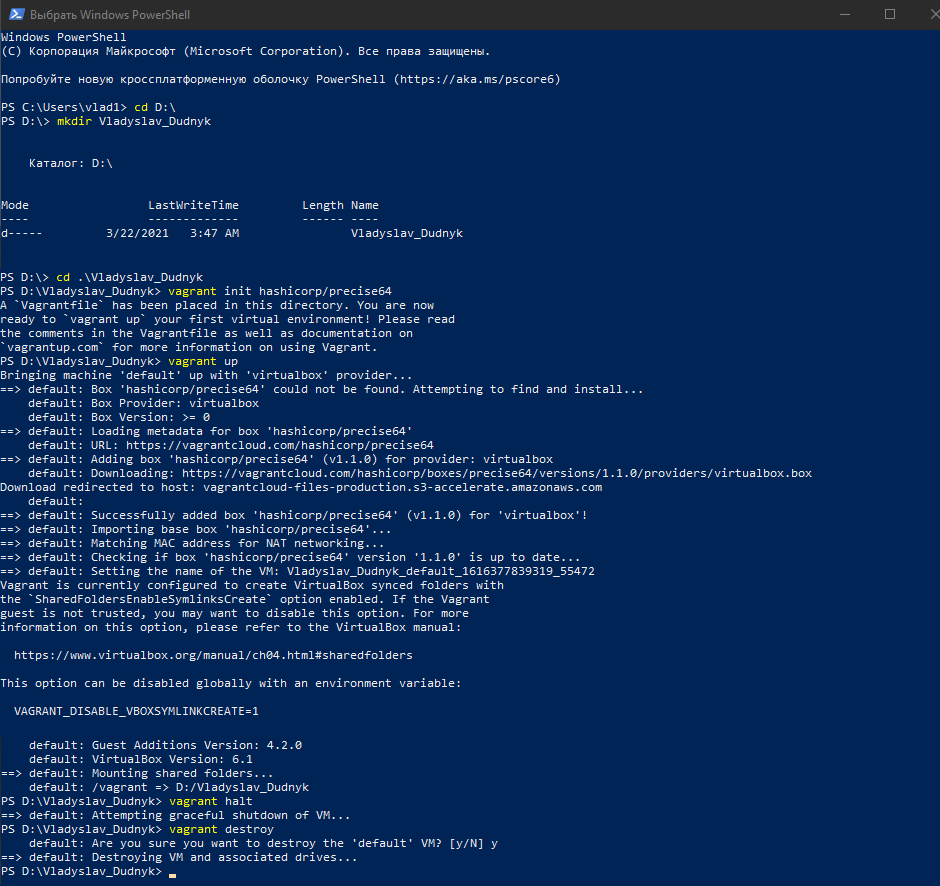 Выбрать Windows PowerShell
Windows PowerShell
(C) Корпорация Майкрософт (Microsoft Corporation). Все права защищены.
Попробуйте новую кроссплатформенную оболочку PowerShell (https://aka.ms/pscore6)
PS C:\Users\vlad1> cd D:\
PS D:\> mkdir Vladyslav_Dudnyk
    Каталог: D:\
Mode                 LastWriteTime         Length Name
----                 -------------         ------ ----
d-----         3/22/2021   3:47 AM                Vladyslav_Dudnyk
PS D:\> cd .\Vladyslav_Dudnyk
PS D:\Vladyslav_Dudnyk> vagrant init hashicorp/precise64
A `Vagrantfile` has been placed in this directory. You are now
ready to `vagrant up` your first virtual environment! Please read
the comments in the Vagrantfile as well as documentation on
`vagrantup.com` for more information on using Vagrant.
PS D:\Vladyslav_Dudnyk> vagrant up
Bringing machine 'default' up with 'virtualbox' provider...
==> default: Box 'hashicorp/precise64' could not be found. Attempting to find and install...
    default: Box Provider: virtualbox
    default: Box Version: >= 0
==> default: Loading metadata for box 'hashicorp/precise64'
    default: URL: https://vagrantcloud.com/hashicorp/precise64
==> default: Adding box 'hashicorp/precise64' (v1.1.0) for provider: virtualbox
    default: Downloading: https://vagrantcloud.com/hashicorp/boxes/precise64/versions/1.1.0/providers/virtualbox.box
Download redirected to host: vagrantcloud-files-production.s3-accelerate.amazonaws.com
    default:
==> default: Successfully added box 'hashicorp/precise64' (v1.1.0) for 'virtualbox'!
==> default: Importing base box 'hashicorp/precise64'...
==> default: Matching MAC address for NAT networking...
==> default: Checking if box 'hashicorp/precise64' version '1.1.0' is up to date...
==> default: Setting the name of the VM: Vladyslav_Dudnyk_default_1616377839319_55472
Vagrant is currently configured to create VirtualBox synced folders with
the `SharedFoldersEnableSymlinksCreate` option enabled. If the Vagrant
guest is not trusted, you may want to disable this option. For more
information on this option, please refer to the VirtualBox manual:
  https://www.virtualbox.org/manual/ch04.html#sharedfolders
This option can be disabled globally with an environment variable:
  VAGRANT_DISABLE_VBOXSYMLINKCREATE=1
    default: Guest Additions Version: 4.2.0
    default: VirtualBox Version: 6.1
==> default: Mounting shared folders...
    default: /vagrant => D:/Vladyslav_Dudnyk
PS D:\Vladyslav_Dudnyk> vagrant halt
==> default: Attempting graceful shutdown of VM...
PS D:\Vladyslav_Dudnyk> vagrant destroy
    default: Are you sure you want to destroy the 'default' VM? [y/N] y
==> default: Destroying VM and associated drives...
PS D:\Vladyslav_Dudnyk>